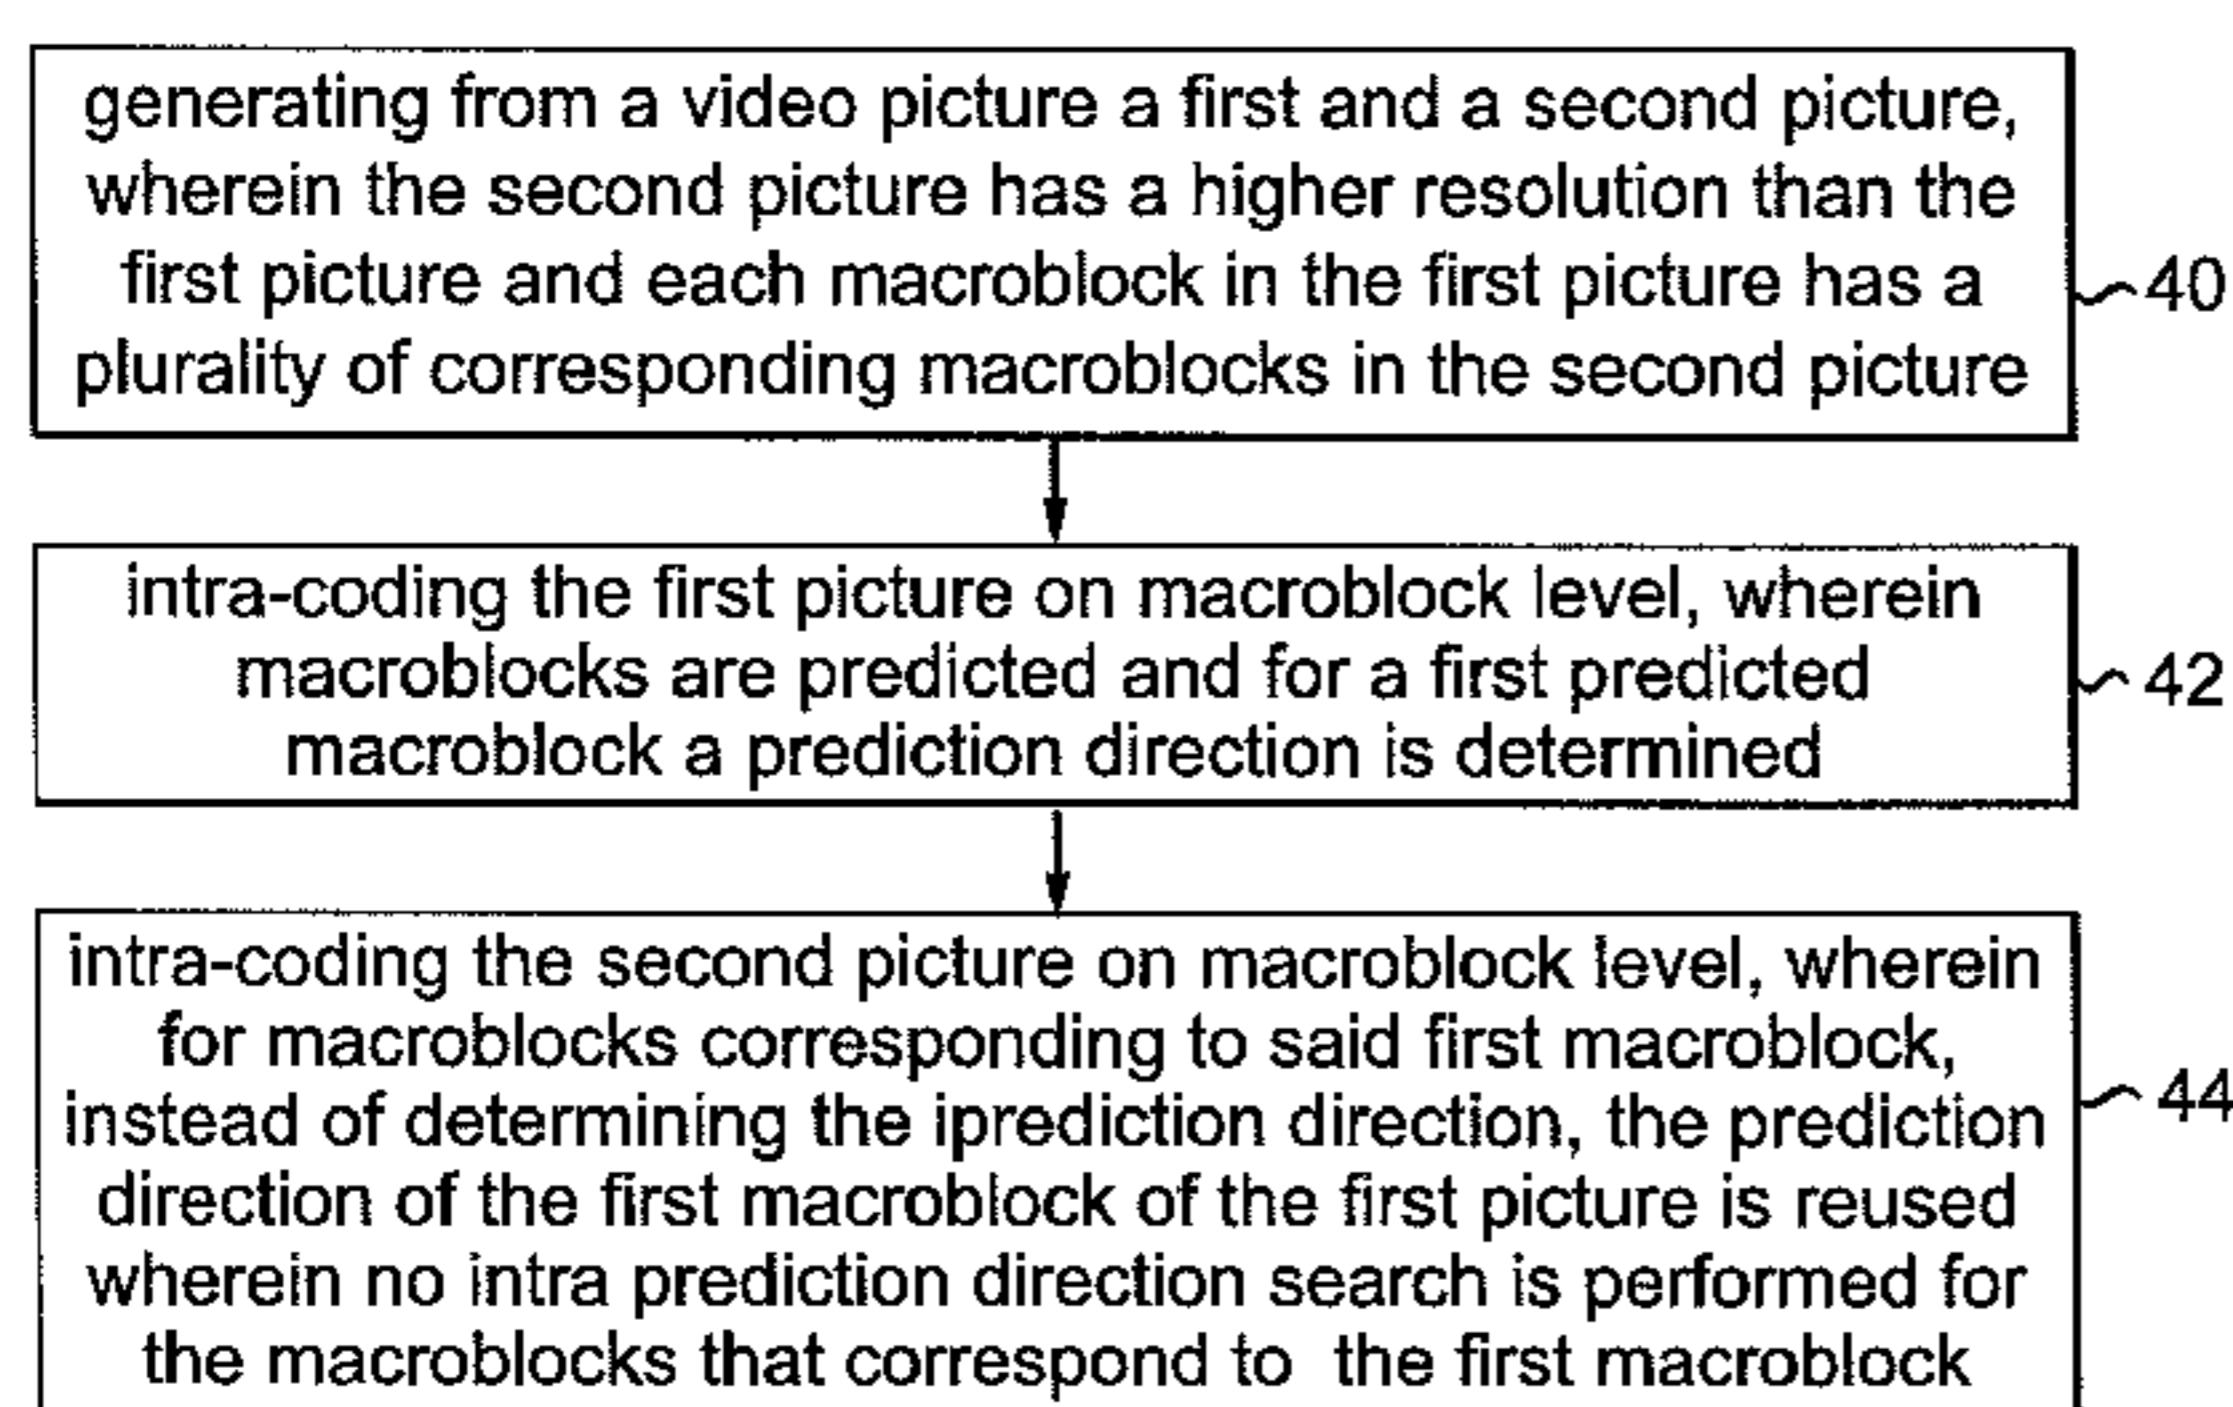 generating from a video picture a first and a second picture,
wherein the second picture has a higher resolution than the
first picture and each macroblock in the first picture has a
plurality of corresponding macroblocks in the second picture
40
intra-coding the first picture on macroblock level, wherein
macroblocks are predicted and for a first predicted
macroblock a prediction direction is determined
42
intra-coding the second picture on macroblock level, wherein
for macroblocks corresponding to said first macroblock,
instead of determining the iprediction direction, the prediction
direction of the first macroblock of the first picture is reused
wherein no intra prediction direction search is performed for
the macroblocks that correspond to the first macroblock
44